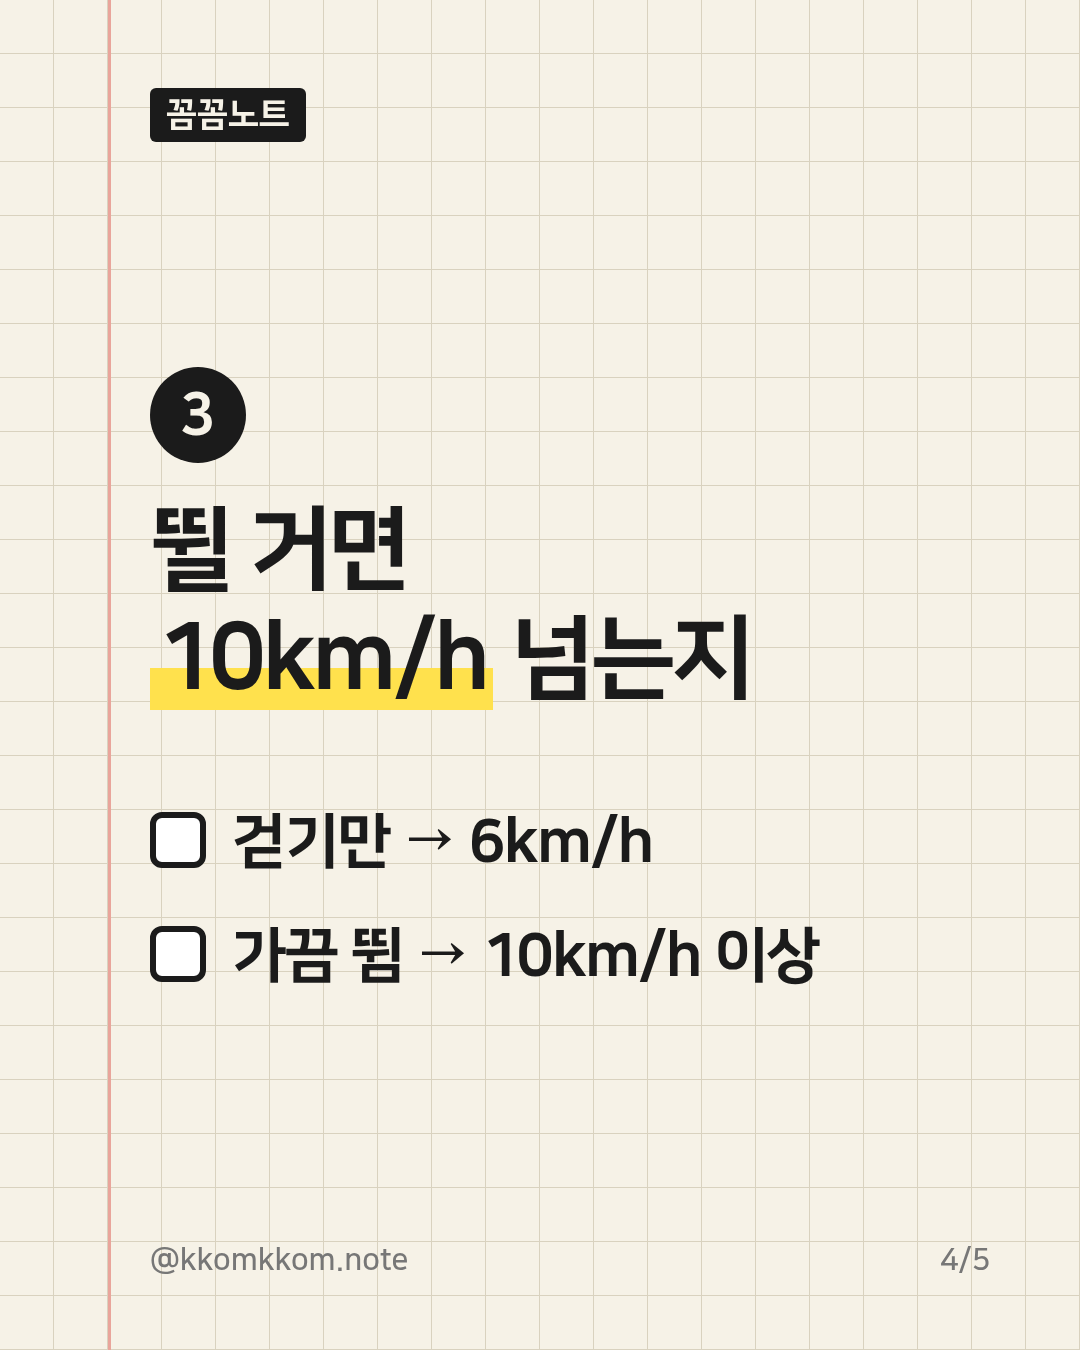 꼼꼼노트
3
뛸 거면
10km/h 넘는지
걷기만 → 6km/h
가끔 뜀 → 10km/h 이상
@kkomkkom.note
4/5